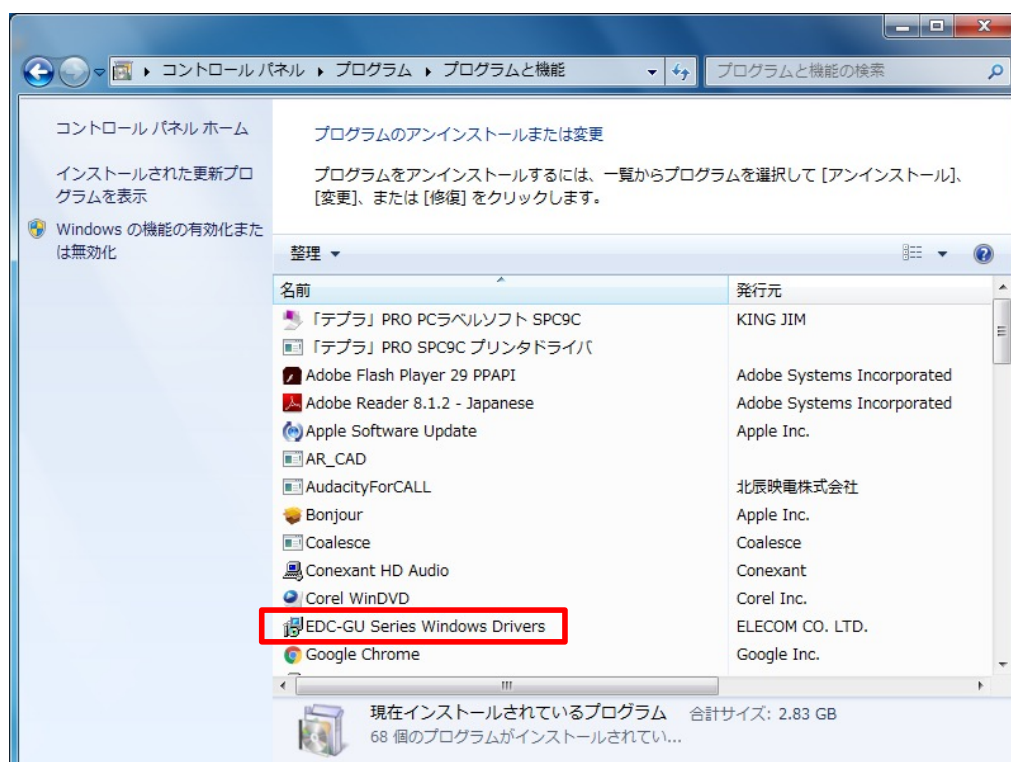 コントロール パネル ▸ プログラム ▸ プログラムと機能
プログラムと機能の検索
コントロール パネル ホーム
インストールされた更新プロ
グラムを表示
Windows の機能の有効化また
は無効化
プログラムのアンインストールまたは変更
プログラムをアンインストールするには、一覧からプログラムを選択して [アンインストール]、
[変更]、または [修復] をクリックします。
整理
名前 発行元
「テプラ」PRO PCラベルソフト SPC9C KING JIM
「テプラ」PRO SPC9C プリンタドライバ
Adobe Flash Player 29 PPAPI Adobe Systems Incorporated
Adobe Reader 8.1.2 - Japanese Adobe Systems Incorporated
Apple Software Update Apple Inc.
AR_CAD
AudacityForCALL 北辰映電株式会社
Bonjour Apple Inc.
Coalesce Coalesce
Conexant HD Audio Conexant
Corel WinDVD Corel Inc.
EDC-GU Series Windows Drivers ELECOM CO. LTD.
Google Chrome Google Inc.
現在インストールされているプログラム 合計サイズ: 2.83 GB
68 個のプログラムがインストールされてい...